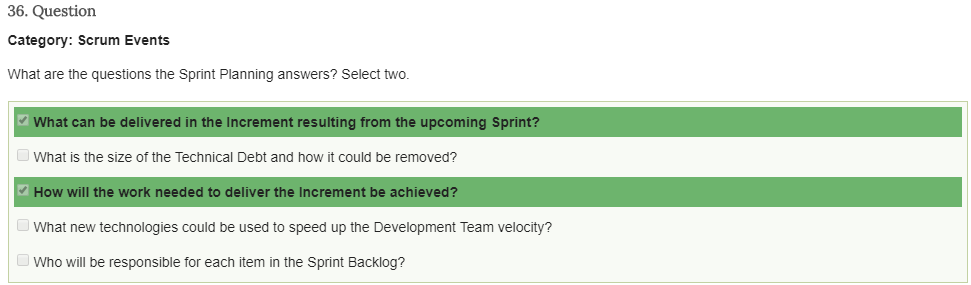 36. Question
Category: Scrum Events
What are the questions the Sprint Planning answers? Select two.
What can be delivered in the Increment resulting from the upcoming Sprint?
What is the size of the Technical Debt and how it could be removed?
How will the work needed to deliver the Increment be achieved?
What new technologies could be used to speed up the Development Team velocity?
Who will be responsible for each item in the Sprint Backlog?